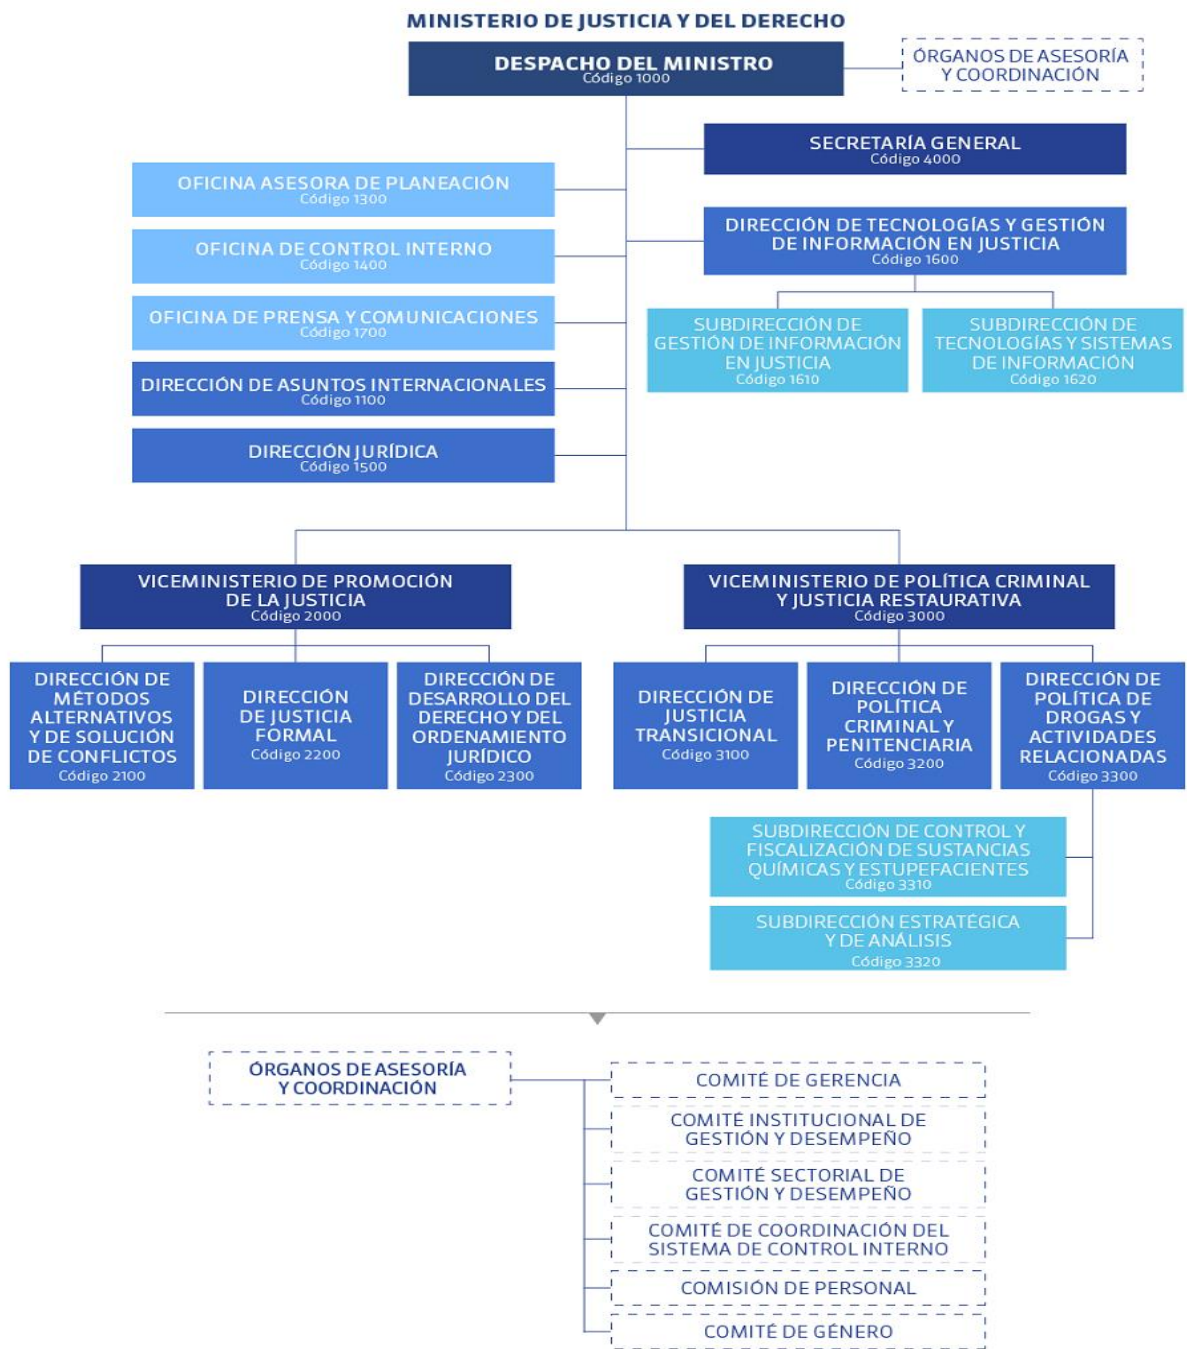 MINISTERIO DE JUSTICIA Y DEL DERECHO
DESPACHO DEL MINISTRO
Código 1000
ÓRGANOS DE ASESORÍA
Y COORDINACIÓN
SECRETARÍA GENERAL
Código 4000
OFICINA ASESORA DE PLANEACIÓN
Código 1300
DIRECCIÓN DE TECNOLOGÍAS Y GESTIÓN
DE INFORMACIÓN EN JUSTICIA
Código 1600
OFICINA DE CONTROL INTERNO
Código 1400
OFICINA DE PRENSA Y COMUNICACIONES
Código 1700
SUBDIRECCIÓN DE
GESTIÓN DE INFORMACIÓN
EN JUSTICIA
Código 1610
SUBDIRECCIÓN DE
TECNOLOGÍAS Y SISTEMAS
DE INFORMACIÓN
Código 1620
DIRECCIÓN DE ASUNTOS INTERNACIONALES
Código 1100
DIRECCIÓN JURÍDICA
Código 1500
VICEMINISTERIO DE PROMOCIÓN
DE LA JUSTICIA
Código 2000
VICEMINISTERIO DE POLÍTICA CRIMINAL
Y JUSTICIA RESTAURATIVA
Código 3000
DIRECCIÓN DE
MÉTODOS
ALTERNATIVOS
Y DE SOLUCIÓN
DE CONFLICTOS
Código 2100
DIRECCIÓN
DE JUSTICIA
FORMAL
Código 2200
DIRECCIÓN DE
DESARROLLO DEL
DERECHO Y DEL
ORDENAMIENTO
JURÍDICO
Código 2300
DIRECCIÓN DE
JUSTICIA
TRANSICIONAL
Código 3100
DIRECCIÓN DE
POLÍTICA
CRIMINAL Y
PENITENCIARIA
Código 3200
DIRECCIÓN DE
POLÍTICA DE
DROGAS Y
ACTIVIDADES
RELACIONADAS
Código 3300
SUBDIRECCIÓN DE CONTROL Y
FISCALIZACIÓN DE SUSTANCIAS
QUÍMICAS Y ESTUPEFACIENTES
Código 3310
SUBDIRECCIÓN ESTRATÉGICA
Y DE ANÁLISIS
Código 3320
ÓRGANOS DE ASESORÍA
Y COORDINACIÓN
COMITÉ DE GERENCIA
COMITÉ INSTITUCIONAL DE
GESTIÓN Y DESEMPEÑO
COMITÉ SECTORIAL DE
GESTIÓN Y DESEMPEÑO
COMITÉ DE COORDINACIÓN DEL
SISTEMA DE CONTROL INTERNO
COMISIÓN DE PERSONAL
COMITÉ DE GÉNERO